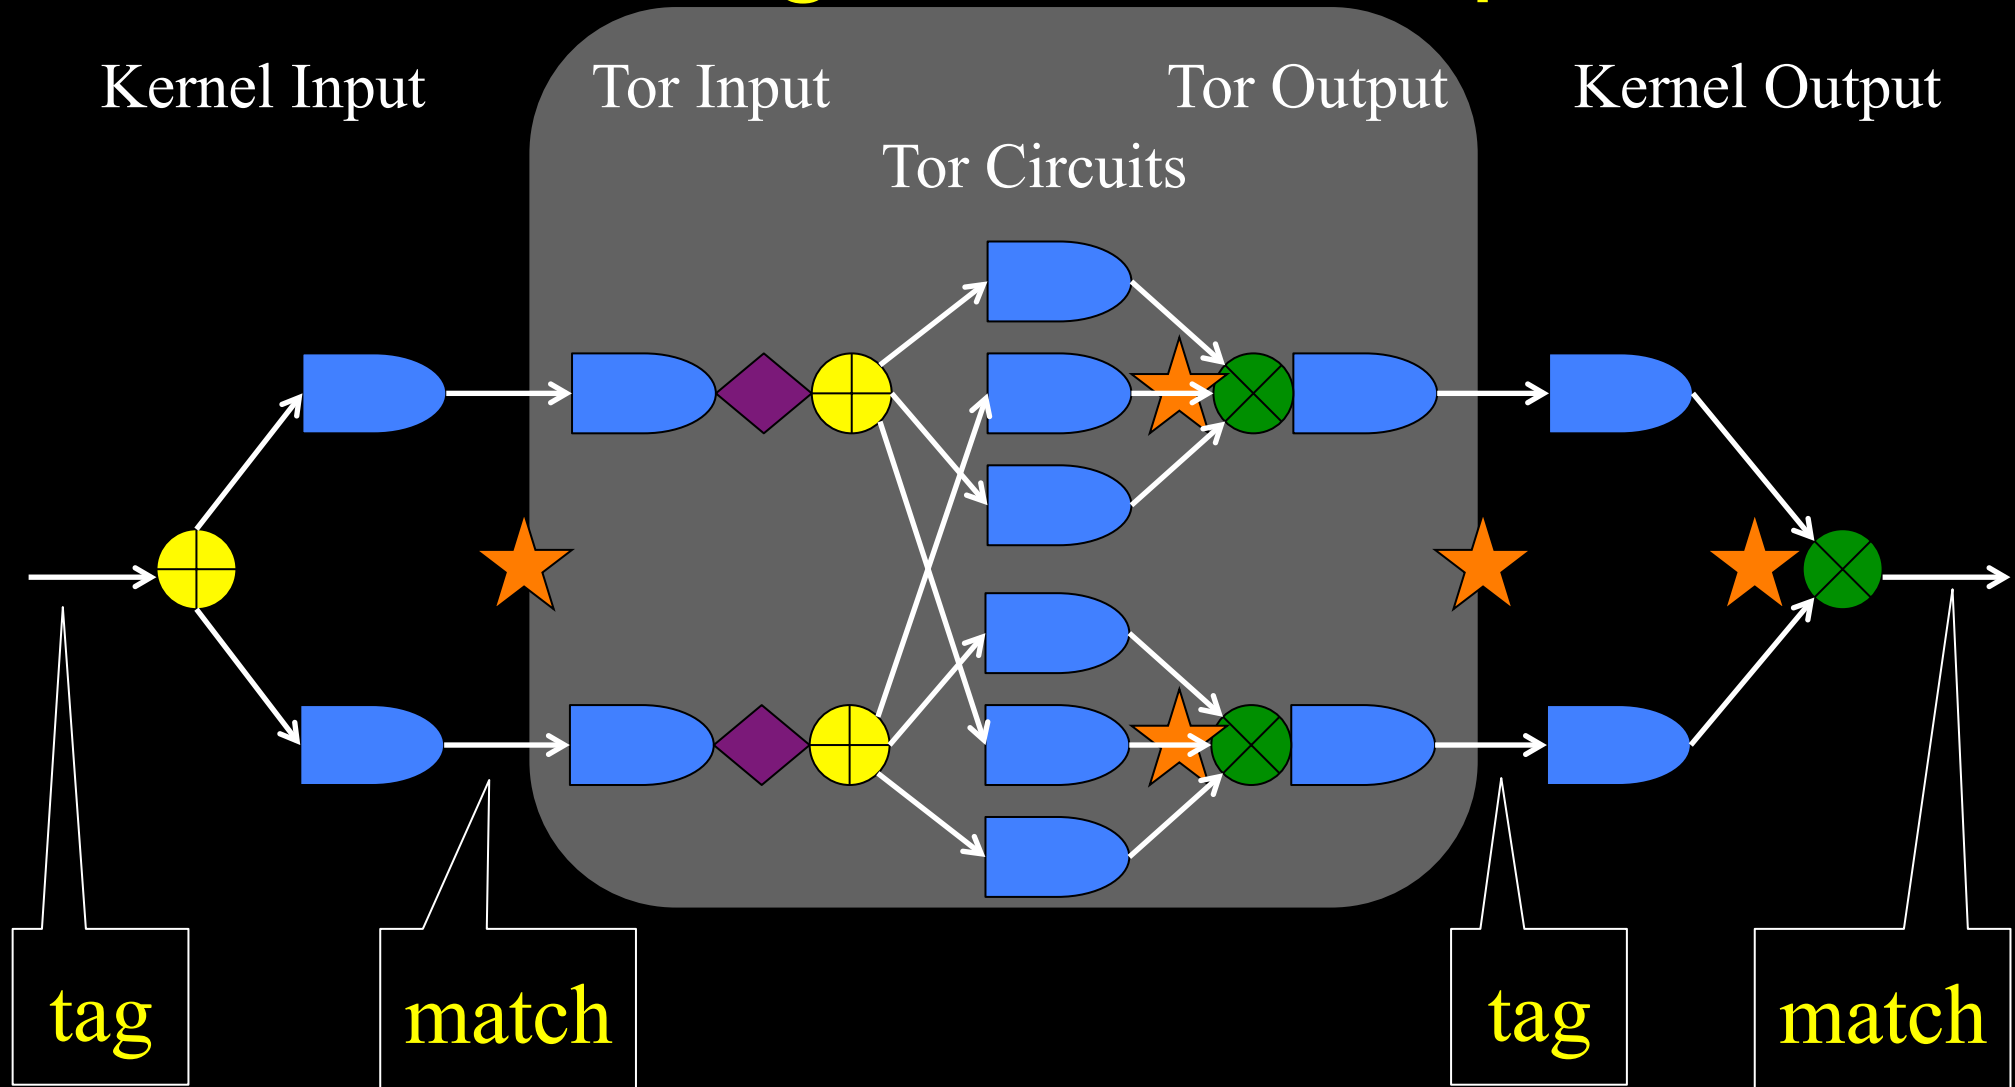 Kernel Input
Tor Input
Tor Output
Kernel Output
Tor Circuits
tag
match
tag
match